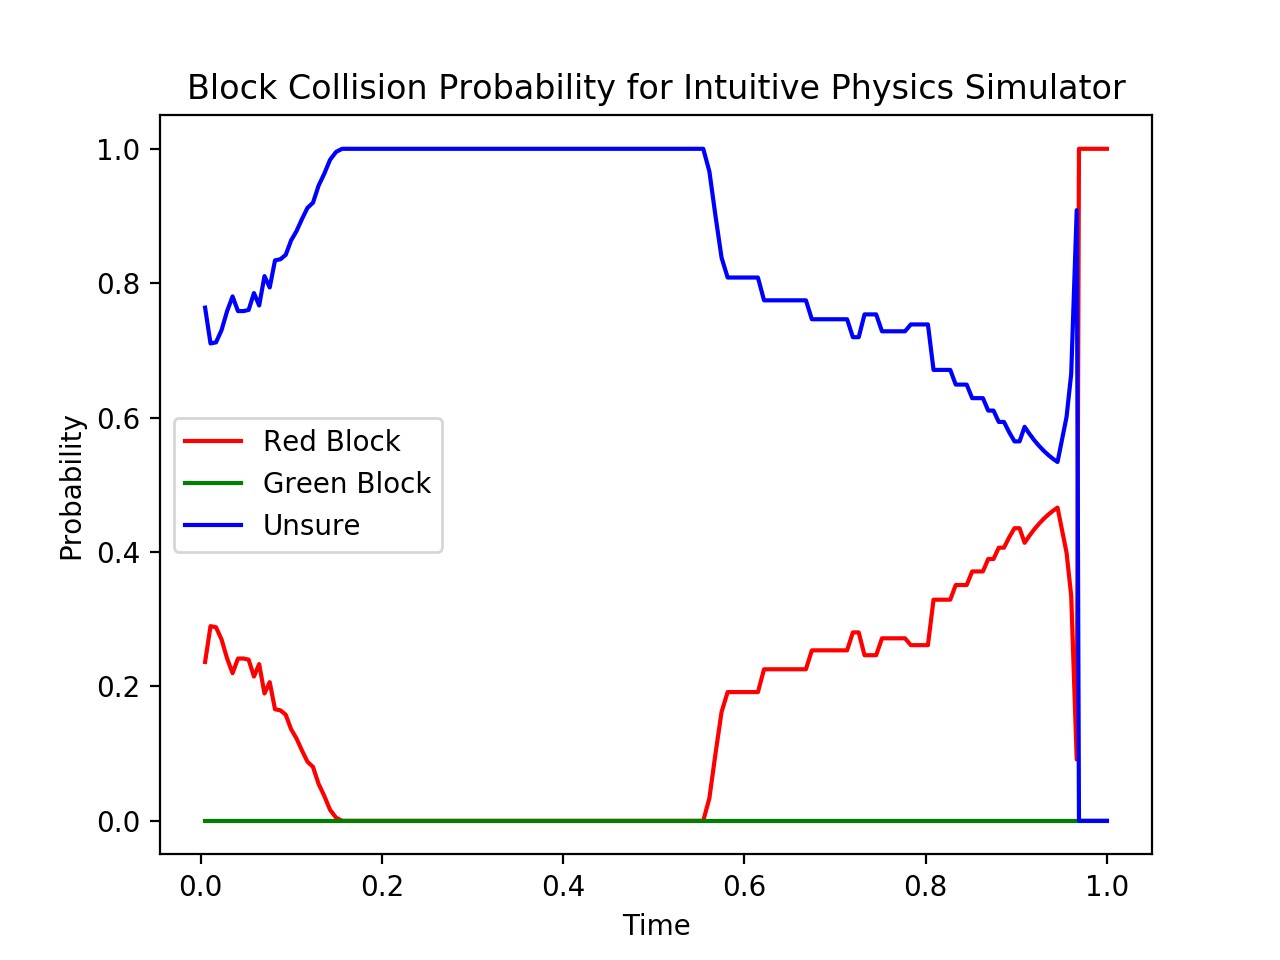 Block Collision Probability for Intuitive Physics Simulator
1.0
0.8
0.6
0.4
0.2
0.0
Probability
Red Block
Green Block
Unsure
0.0 0.2 0.4 0.6 0.8 1.0
Time